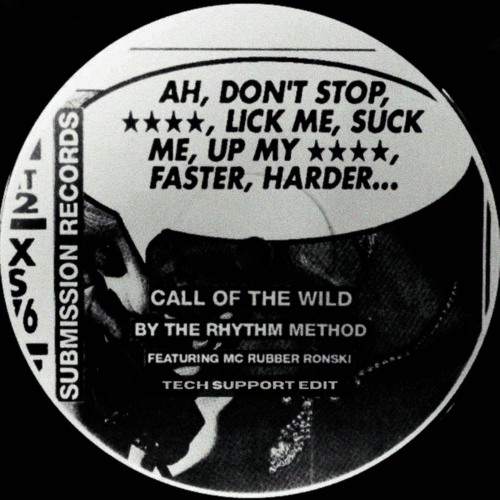 AH, DON'T STOP,
★★★★, LICK ME, SUCK
ME, UP MY ★★★★,
FASTER, HARDER...
SUBMISSION RECORDS
CALL OF THE WILD
BY THE RHYTHM METHOD
FEATURING MC RUBBER RONSKI
TECH SUPPORT EDIT